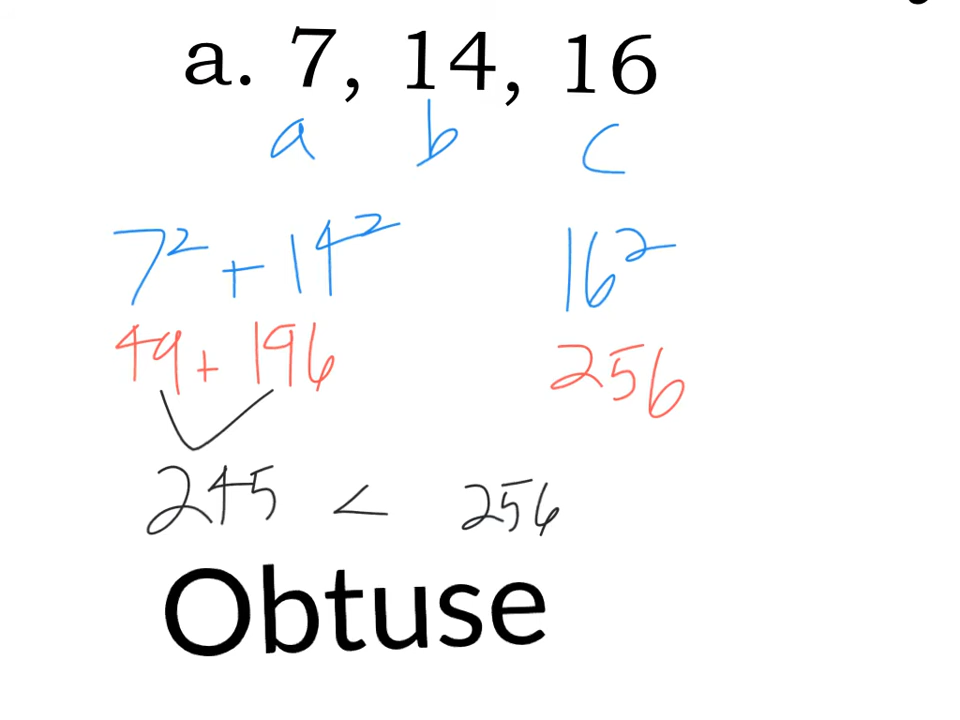 a. 7, 14, 16
a b c
7² + 14² 16²
49 + 196 256
245 < 256
Obtuse